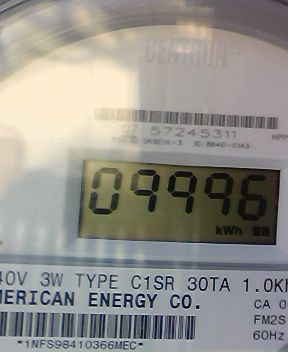 CENTRON
07 57245311
09996
kWh
40V 3W TYPE C1SR 30TA 1.0K
MERICAN ENERGY CO.
CA 0
FM2S
60Hz
*1NFS98410366MEC*